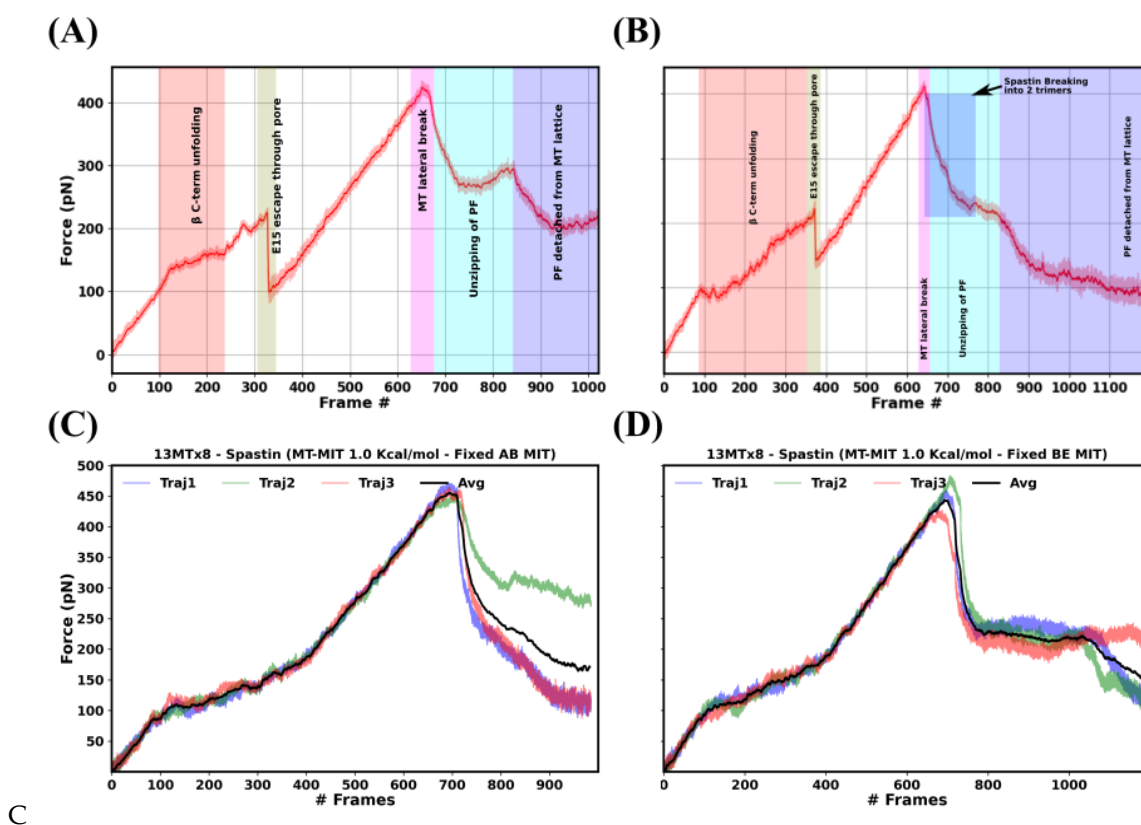 (A)
(B)
Force (pN)
400
300
200
100
0
β C-term unfolding
E15 escape through pore
MT lateral break
Unzipping of PF
PF detached from MT lattice
0 100 200 300 400 500 600 700 800 900 1000
Frame #
Spastin Breaking
into 2 trimers
β C-term unfolding
E15 escape through pore
MT lateral break
Unzipping of PF
PF detached from MT lattice
0 100 200 300 400 500 600 700 800 900 1000 1100
Frame #
(C)
(D)
13MTx8 - Spastin (MT-MIT 1.0 Kcal/mol - Fixed AB MIT)
Traj1 Traj2 Traj3 Avg
Force (pN)
500
450
400
350
300
250
200
150
100
50
0 100 200 300 400 500 600 700 800 900
# Frames
13MTx8 - Spastin (MT-MIT 1.0 Kcal/mol - Fixed BE MIT)
Traj1 Traj2 Traj3 Avg
0 200 400 600 800 1000
# Frames
C